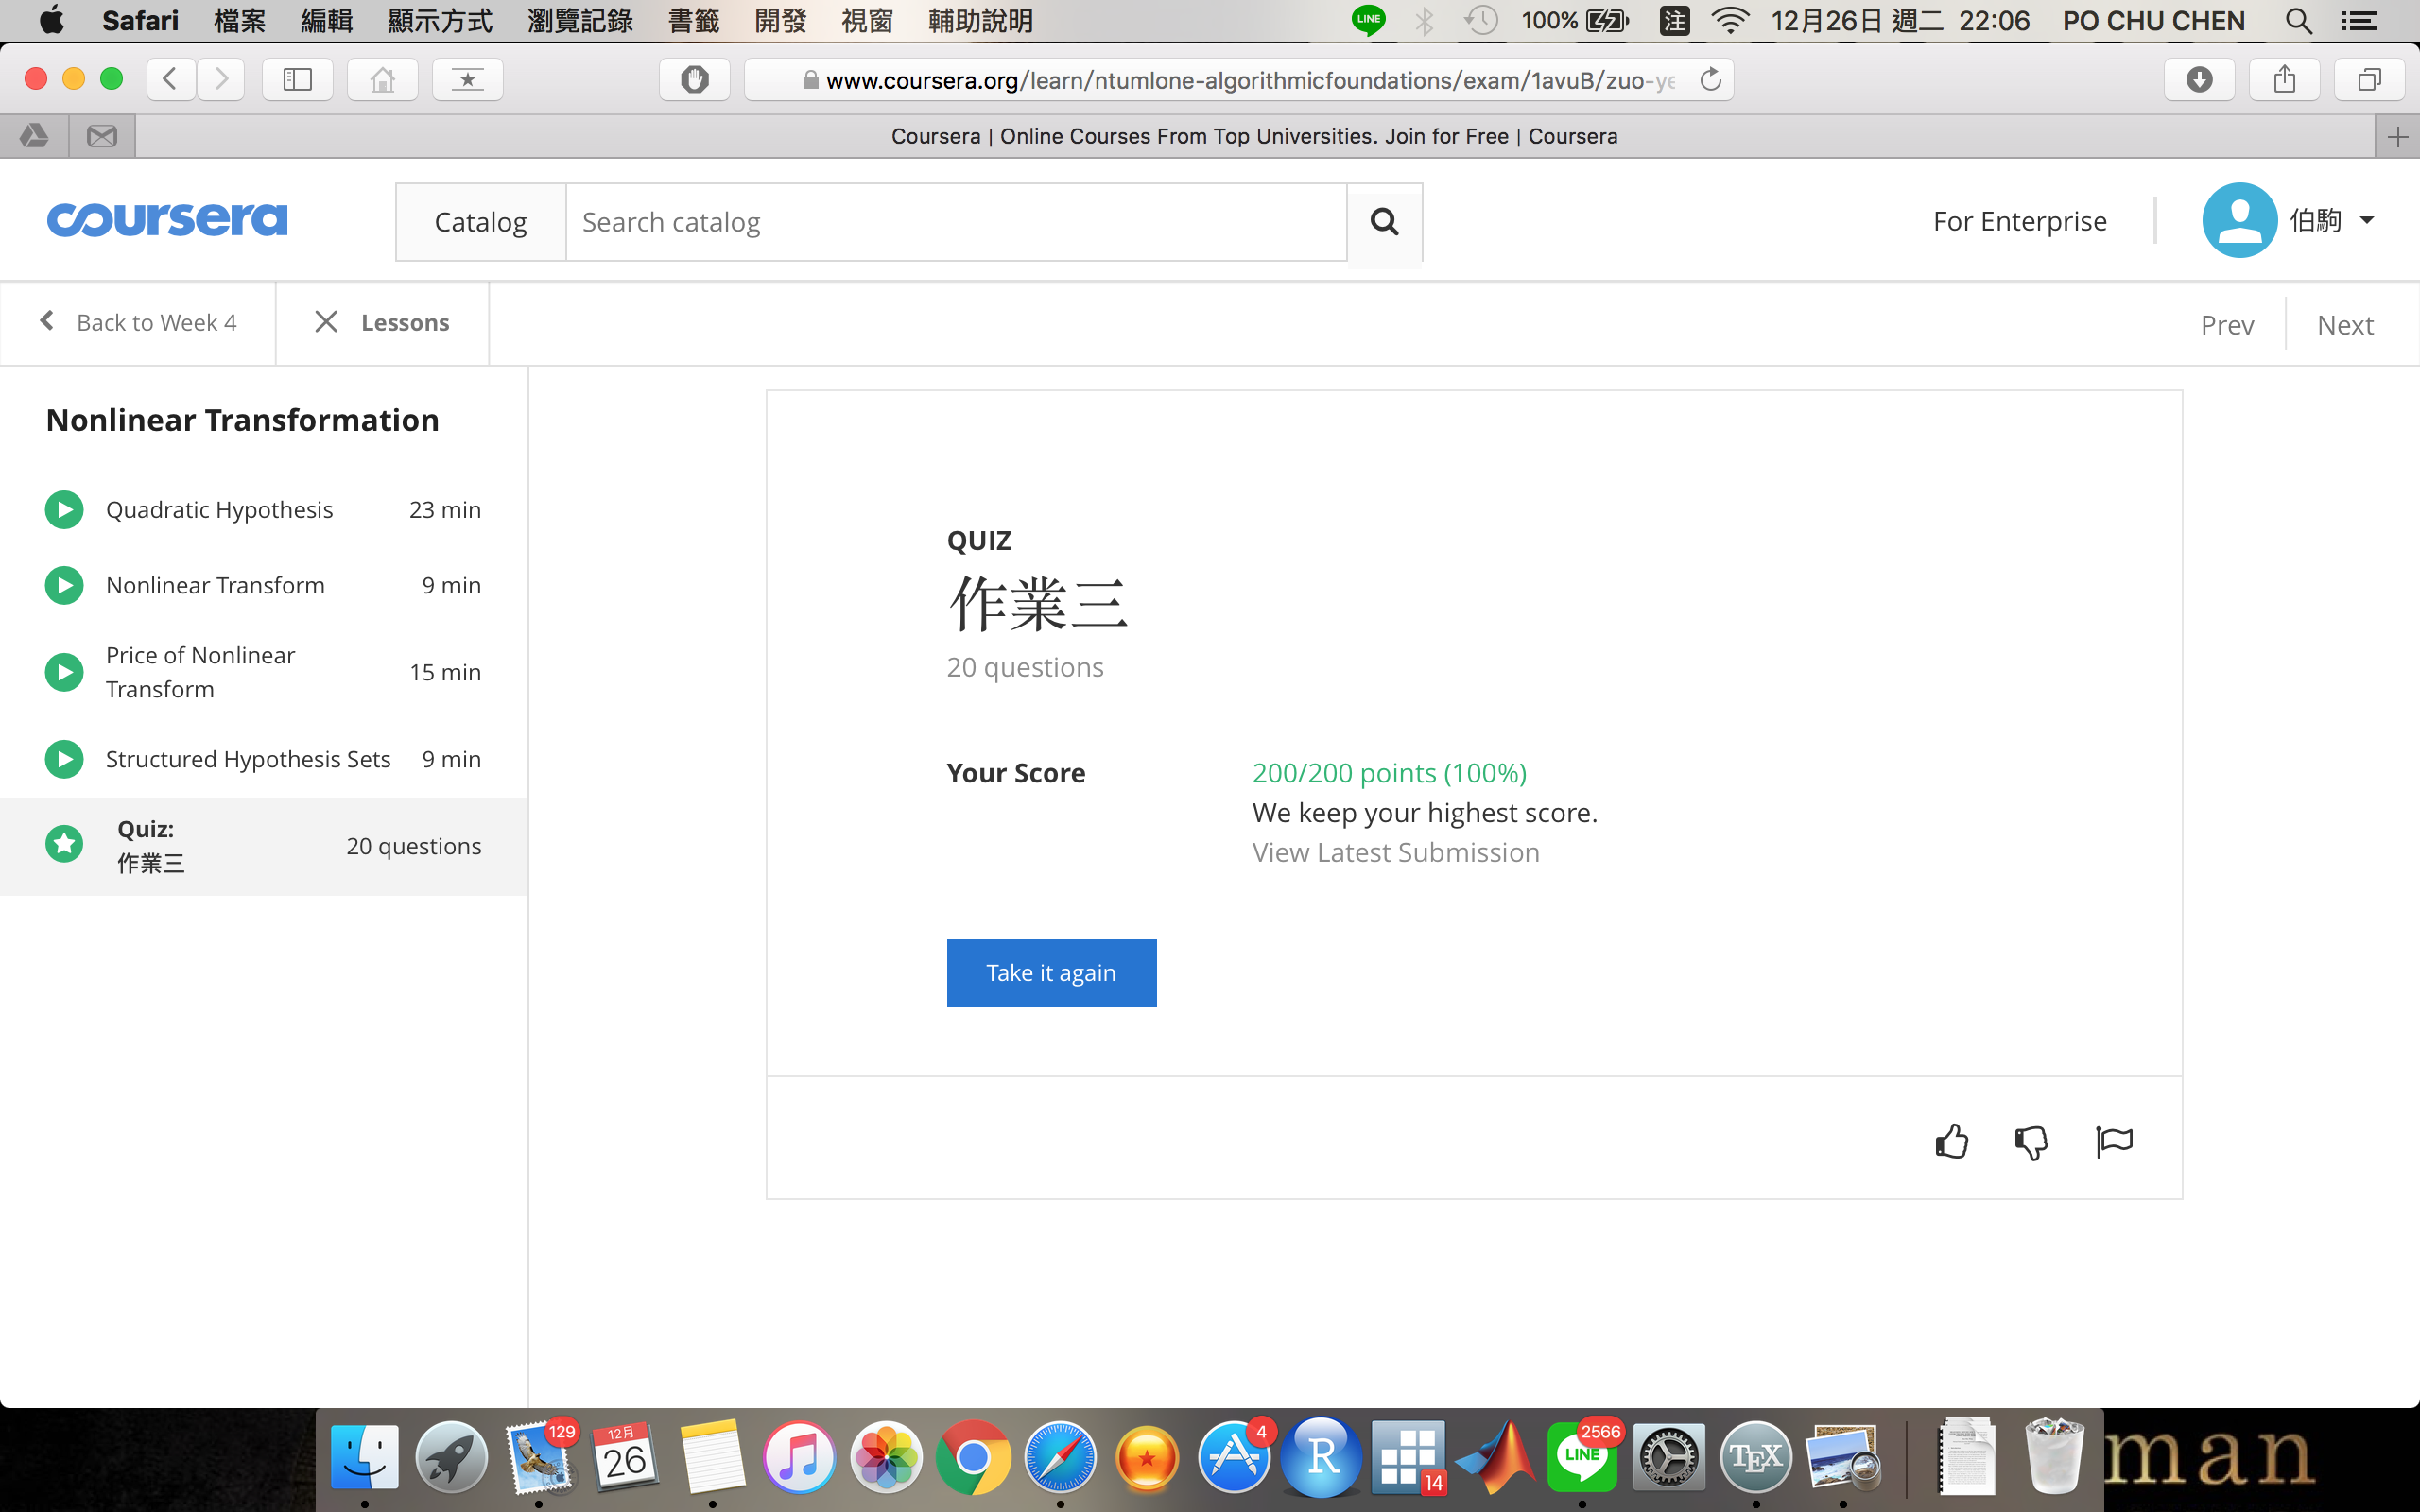 Safari 檔案 編輯 顯示方式 瀏覽記錄 書籤 開發 視窗 輔助說明 LINE 100% 注 12月26日 週二 22:06 PO CHU CHEN
www.coursera.org/learn/ntumlone-algorithmicfoundations/exam/1avuB/zuo-ye
Coursera | Online Courses From Top Universities. Join for Free | Coursera
coursera Catalog Search catalog For Enterprise 伯駒
Back to Week 4 Lessons Prev Next
Nonlinear Transformation
Quadratic Hypothesis 23 min
Nonlinear Transform 9 min
Price of Nonlinear
Transform 15 min
Structured Hypothesis Sets 9 min
Quiz:
作業三 20 questions
QUIZ
作業三
20 questions
Your Score 200/200 points (100%)
We keep your highest score.
View Latest Submission
Take it again
129 12月 26 4 R 14 2566 LINE TEX
man